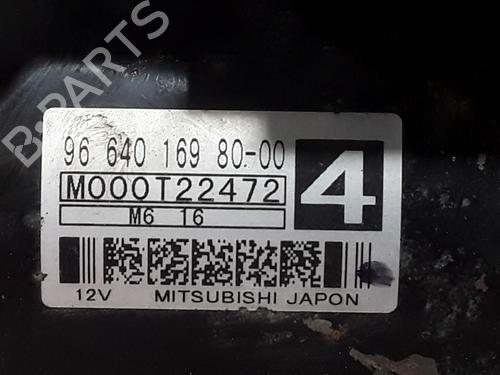 B-PARTS
96 640 169 80-00
M000T22472
4
M6 16
12V MITSUBISHI JAPON